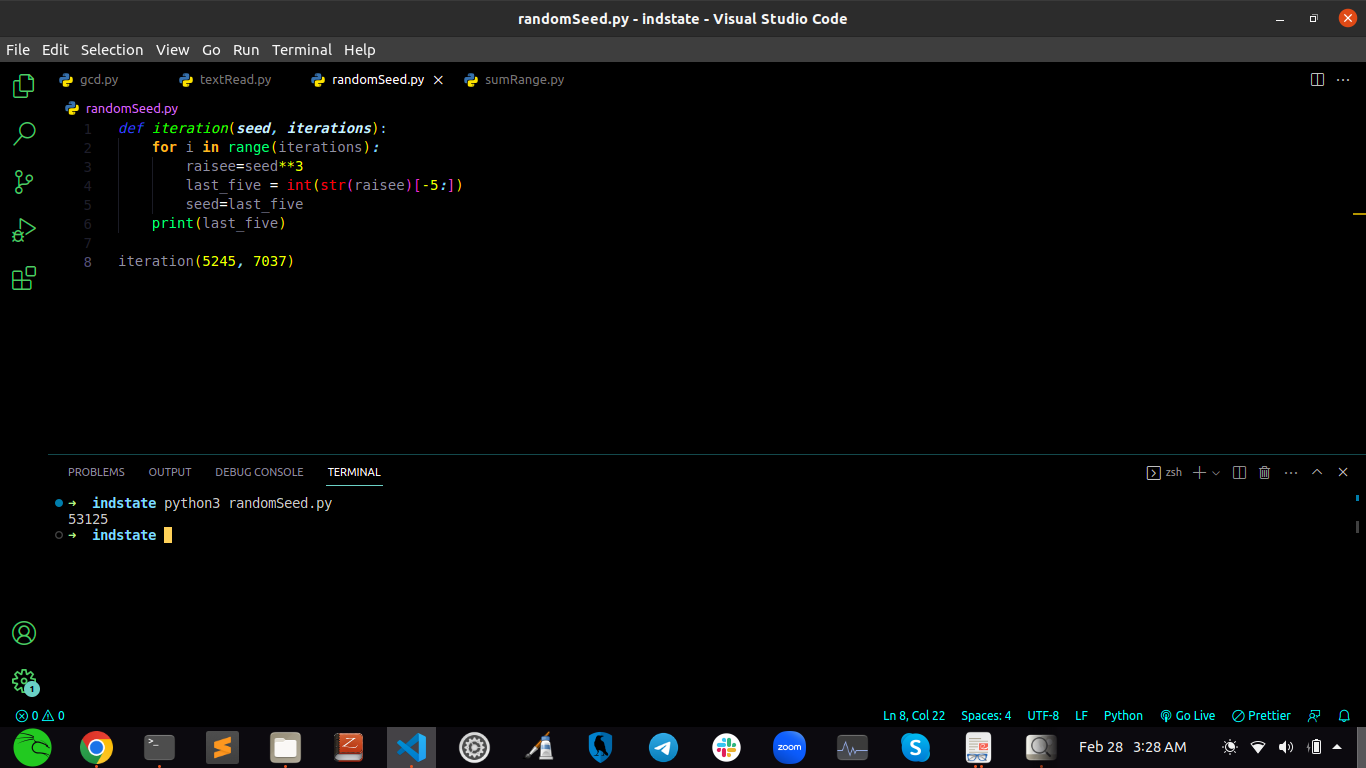 randomSeed.py - indstate - Visual Studio Code
File Edit Selection View Go Run Terminal Help
gcd.py textRead.py randomSeed.py sumRange.py
randomSeed.py
1 def iteration(seed, iterations):
2 for i in range(iterations):
3 raisee=seed**3
4 last_five = int(str(raisee)[-5:])
5 seed=last_five
6 print(last_five)
7
8 iteration(5245, 7037)
PROBLEMS OUTPUT DEBUG CONSOLE TERMINAL zsh
➜ indstate python3 randomSeed.py
53125
➜ indstate
1
0 0 Ln 8, Col 22 Spaces: 4 UTF-8 LF Python Go Live Prettier
>_ S Z zoom S Feb 28 3:28 AM